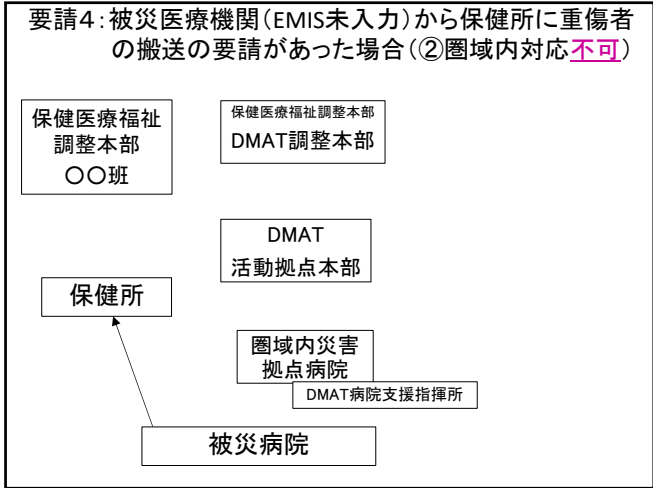 要請4:被災医療機関(EMIS未入力)から保健所に重傷者
の搬送の要請があった場合(②圏域内対応不可)
保健医療福祉
調整本部
〇〇班
保健医療福祉調整本部
DMAT調整本部
DMAT
活動拠点本部
保健所
圏域内災害
拠点病院
DMAT病院支援指揮所
被災病院